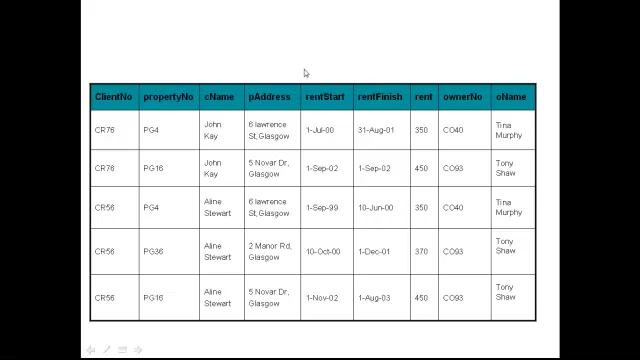 ClientNo propertyNo cName pAddress rentStart rentFinish rent ownerNo oName
CR76 PG4 John Kay 6 lawrence St,Glasgow 1-Jul-00 31-Aug-01 350 CO40 Tina Murphy
CR76 PG16 John Kay 5 Novar Dr, Glasgow 1-Sep-02 1-Sep-02 450 CO93 Tony Shaw
CR56 PG4 Aline Stewart 6 lawrence St,Glasgow 1-Sep-99 10-Jun-00 350 CO40 Tina Murphy
CR56 PG36 Aline Stewart 2 Manor Rd, Glasgow 10-Oct-00 1-Dec-01 370 CO93 Tony Shaw
CR56 PG16 Aline Stewart 5 Novar Dr, Glasgow 1-Nov-02 1-Aug-03 450 CO93 Tony Shaw